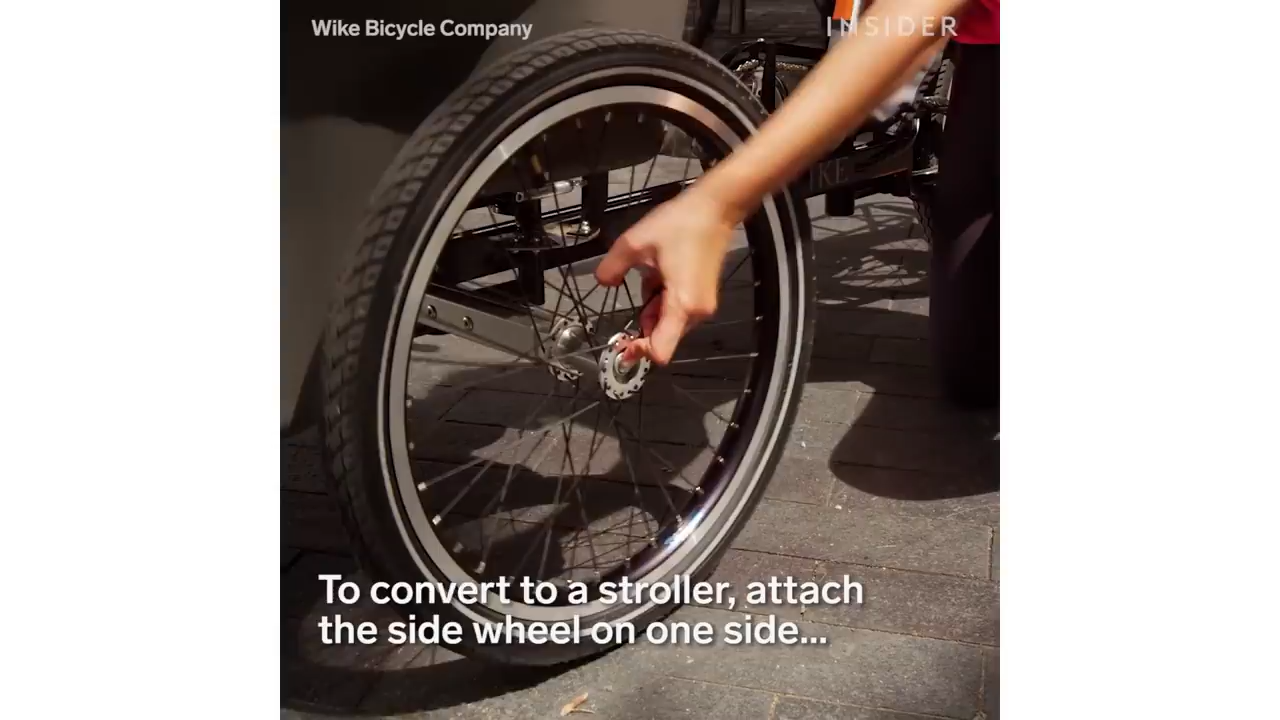 Wike Bicycle Company
INSIDER
To convert to a stroller, attach
the side wheel on one side...